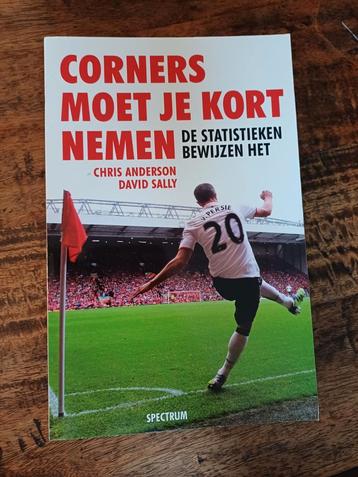 CORNERS
MOET JE KORT
NEMEN DE STATISTIEKEN
BEWIJZEN HET
CHRIS ANDERSON
DAVID SALLY
V. PERSIE
20
SPECTRUM